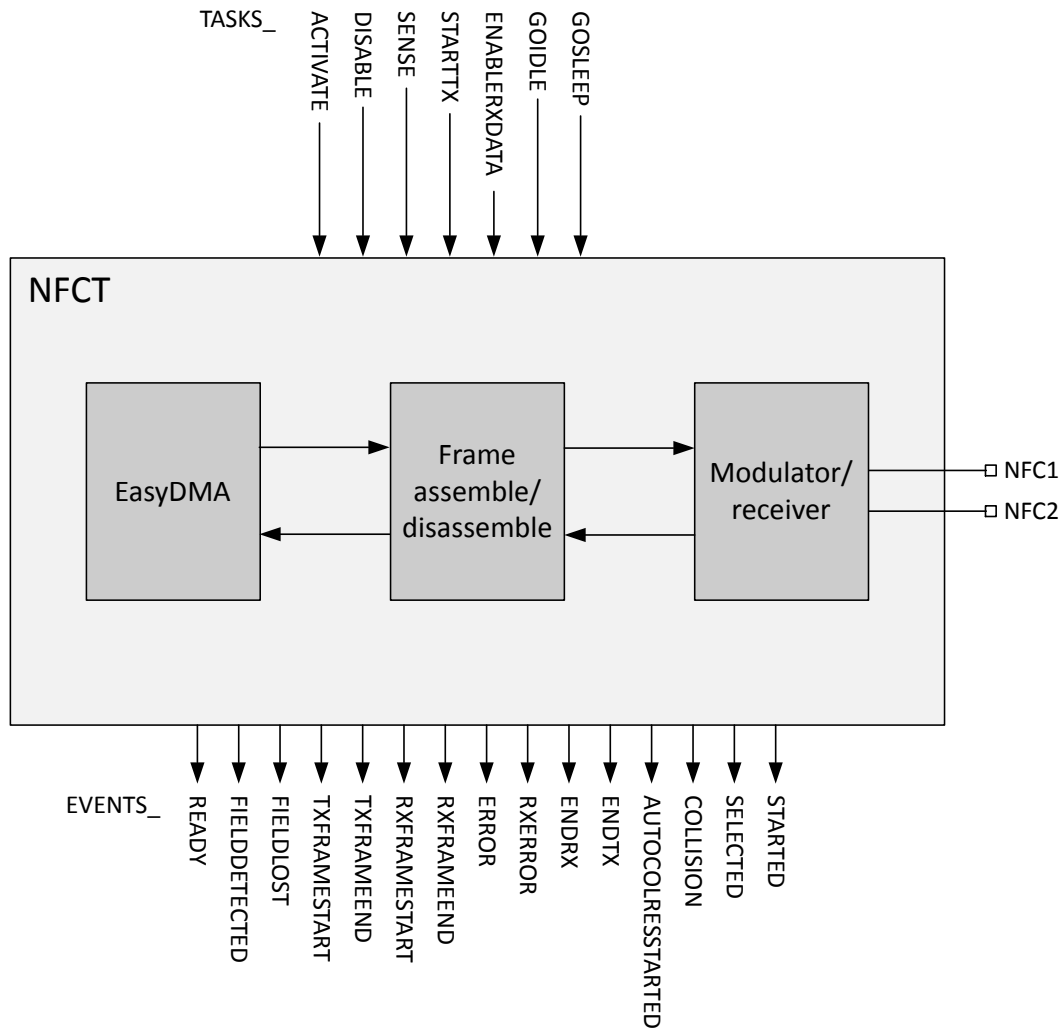 TASKS_
ACTIVATE
DISABLE
SENSE
STARTTX
ENABLERXDATA
GOIDLE
GOSLEEP
NFCT
EasyDMA
Frame
assemble/
disassemble
Modulator/
receiver
NFC1
NFC2
EVENTS_
READY
FIELDDETECTED
FIELDLOST
TXFRAMESTART
TXFRAMEEND
RXFRAMESTART
RXFRAMEEND
ERROR
RXERROR
ENDRX
ENDTX
AUTOCOLRESSTARTED
COLLISION
SELECTED
STARTED